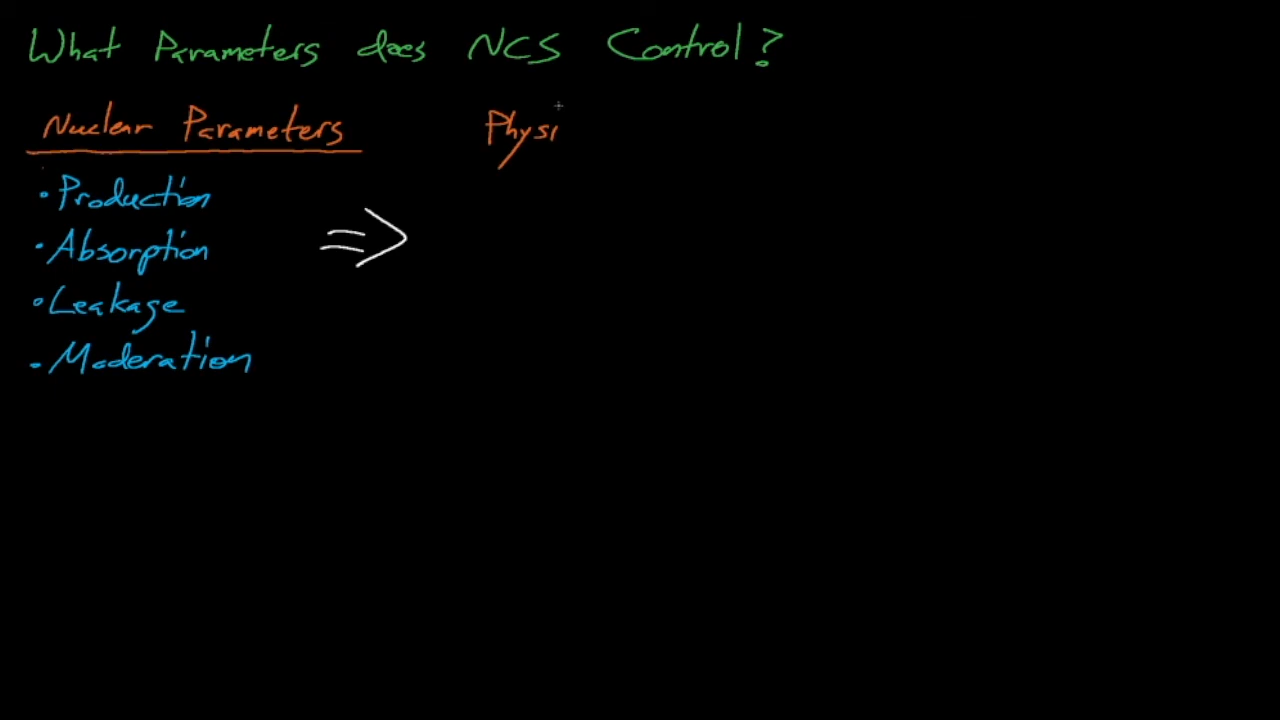 What Parameters does NCS Control?
Nuclear Parameters
Physi
• Production
• Absorption
• Leakage
• Moderation